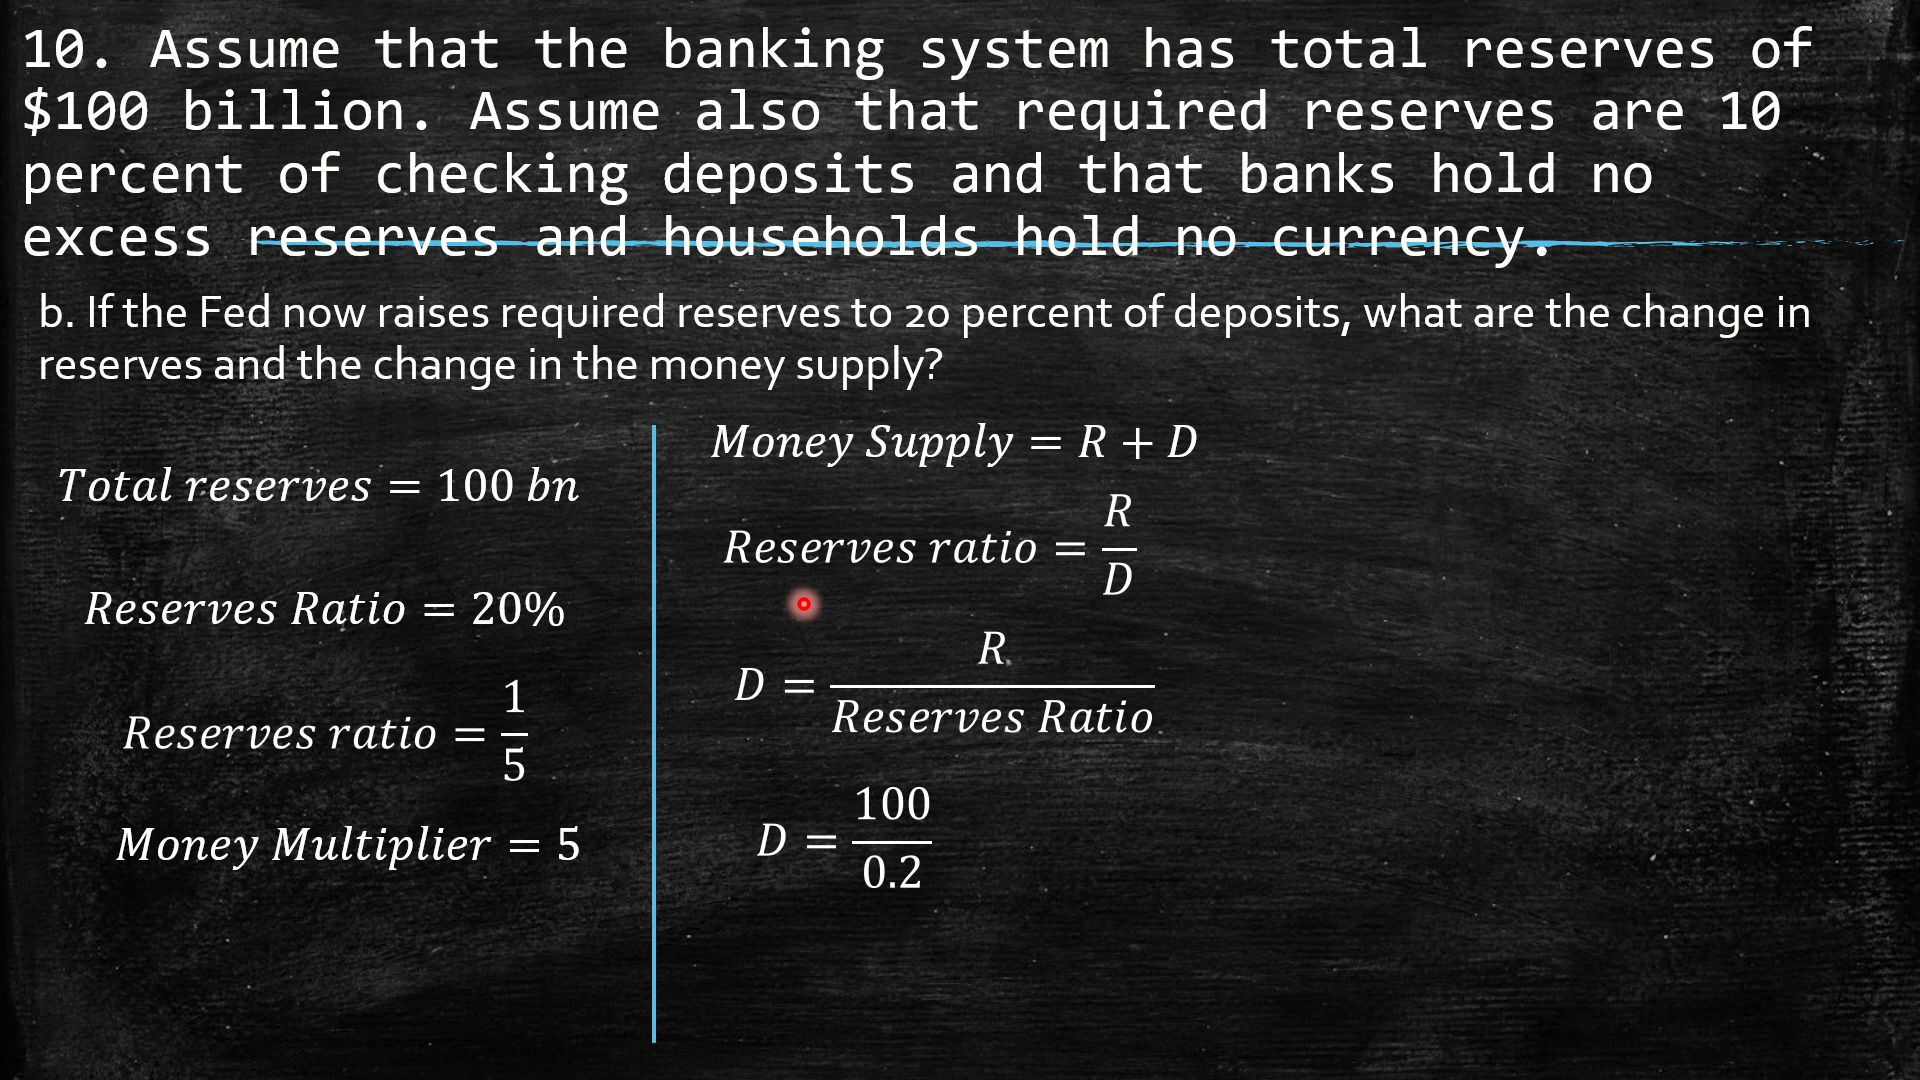 10. Assume that the banking system has total reserves of
$100 billion. Assume also that required reserves are 10
percent of checking deposits and that banks hold no
excess reserves and households hold no currency.
b. If the Fed now raises required reserves to 20 percent of deposits, what are the change in
reserves and the change in the money supply?
Total reserves = 100 bn
Reserves Ratio = 20%
Reserves ratio = 1/5
Money Multiplier = 5
Money Supply = R + D
Reserves ratio = R/D
D = R/Reserves Ratio
D = 100/0.2